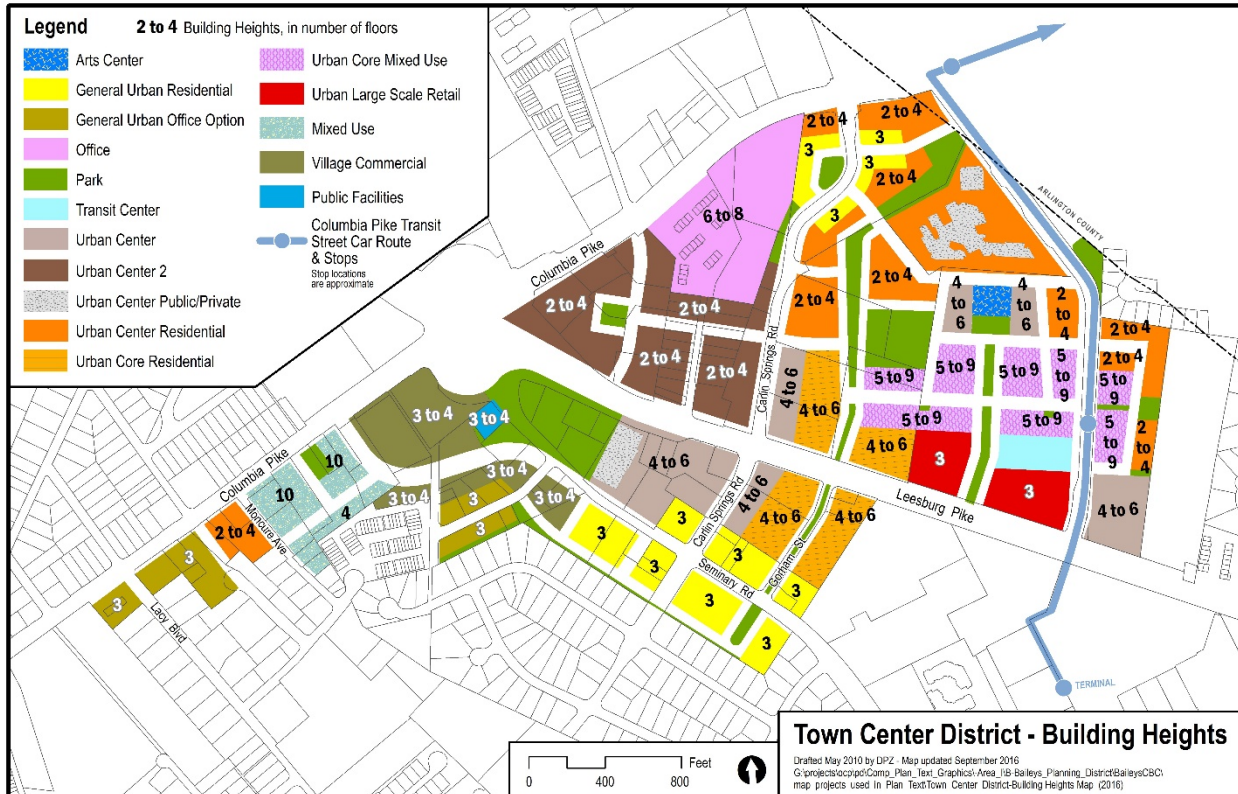 Legend
2 to 4 Building Heights, in number of floors
Arts Center
General Urban Residential
General Urban Office Option
Office
Park
Transit Center
Urban Center
Urban Center 2
Urban Center Public/Private
Urban Center Residential
Urban Core Residential
Urban Core Mixed Use
Urban Large Scale Retail
Mixed Use
Village Commercial
Public Facilities
Columbia Pike Transit
Street Car Route
& Stops
Stop locations
are approximate
2 to 4
2 to 4
3
3
3
2 to 4
3
6 to 8
ARLINGTON COUNTY
Columbia Pike
2 to 4
2 to 4
2 to 4
2 to 4
2 to 4
2 to 4
2 to 4
Carlin Springs Rd
4 to 6
4 to 6
2 to 4
2 to 4
2 to 4
5 to 9
5 to 9
5 to 9
5 to 9
5 to 9
4 to 6
4 to 6
5 to 9
5 to 9
5 to 9
2 to 4
4 to 6
3
3
4 to 6
Leesburg Pike
3 to 4
3 to 4
Columbia Pike
10
10
4
Moncure Ave
2 to 4
3
3
Lacy Blvd
3 to 4
3 to 4
3 to 4
3
3
4 to 6
Carlin Springs Rd
4 to 6
4 to 6
4 to 6
3
3
3
3
Seminary Rd
Gorham St
3
3
3
TERMINAL
Feet
0 400 800
Town Center District - Building Heights
Drafted May 2010 by DPZ - Map updated September 2016
map projects used in Plan Text\Town Center District-Building Heights Map (2016)